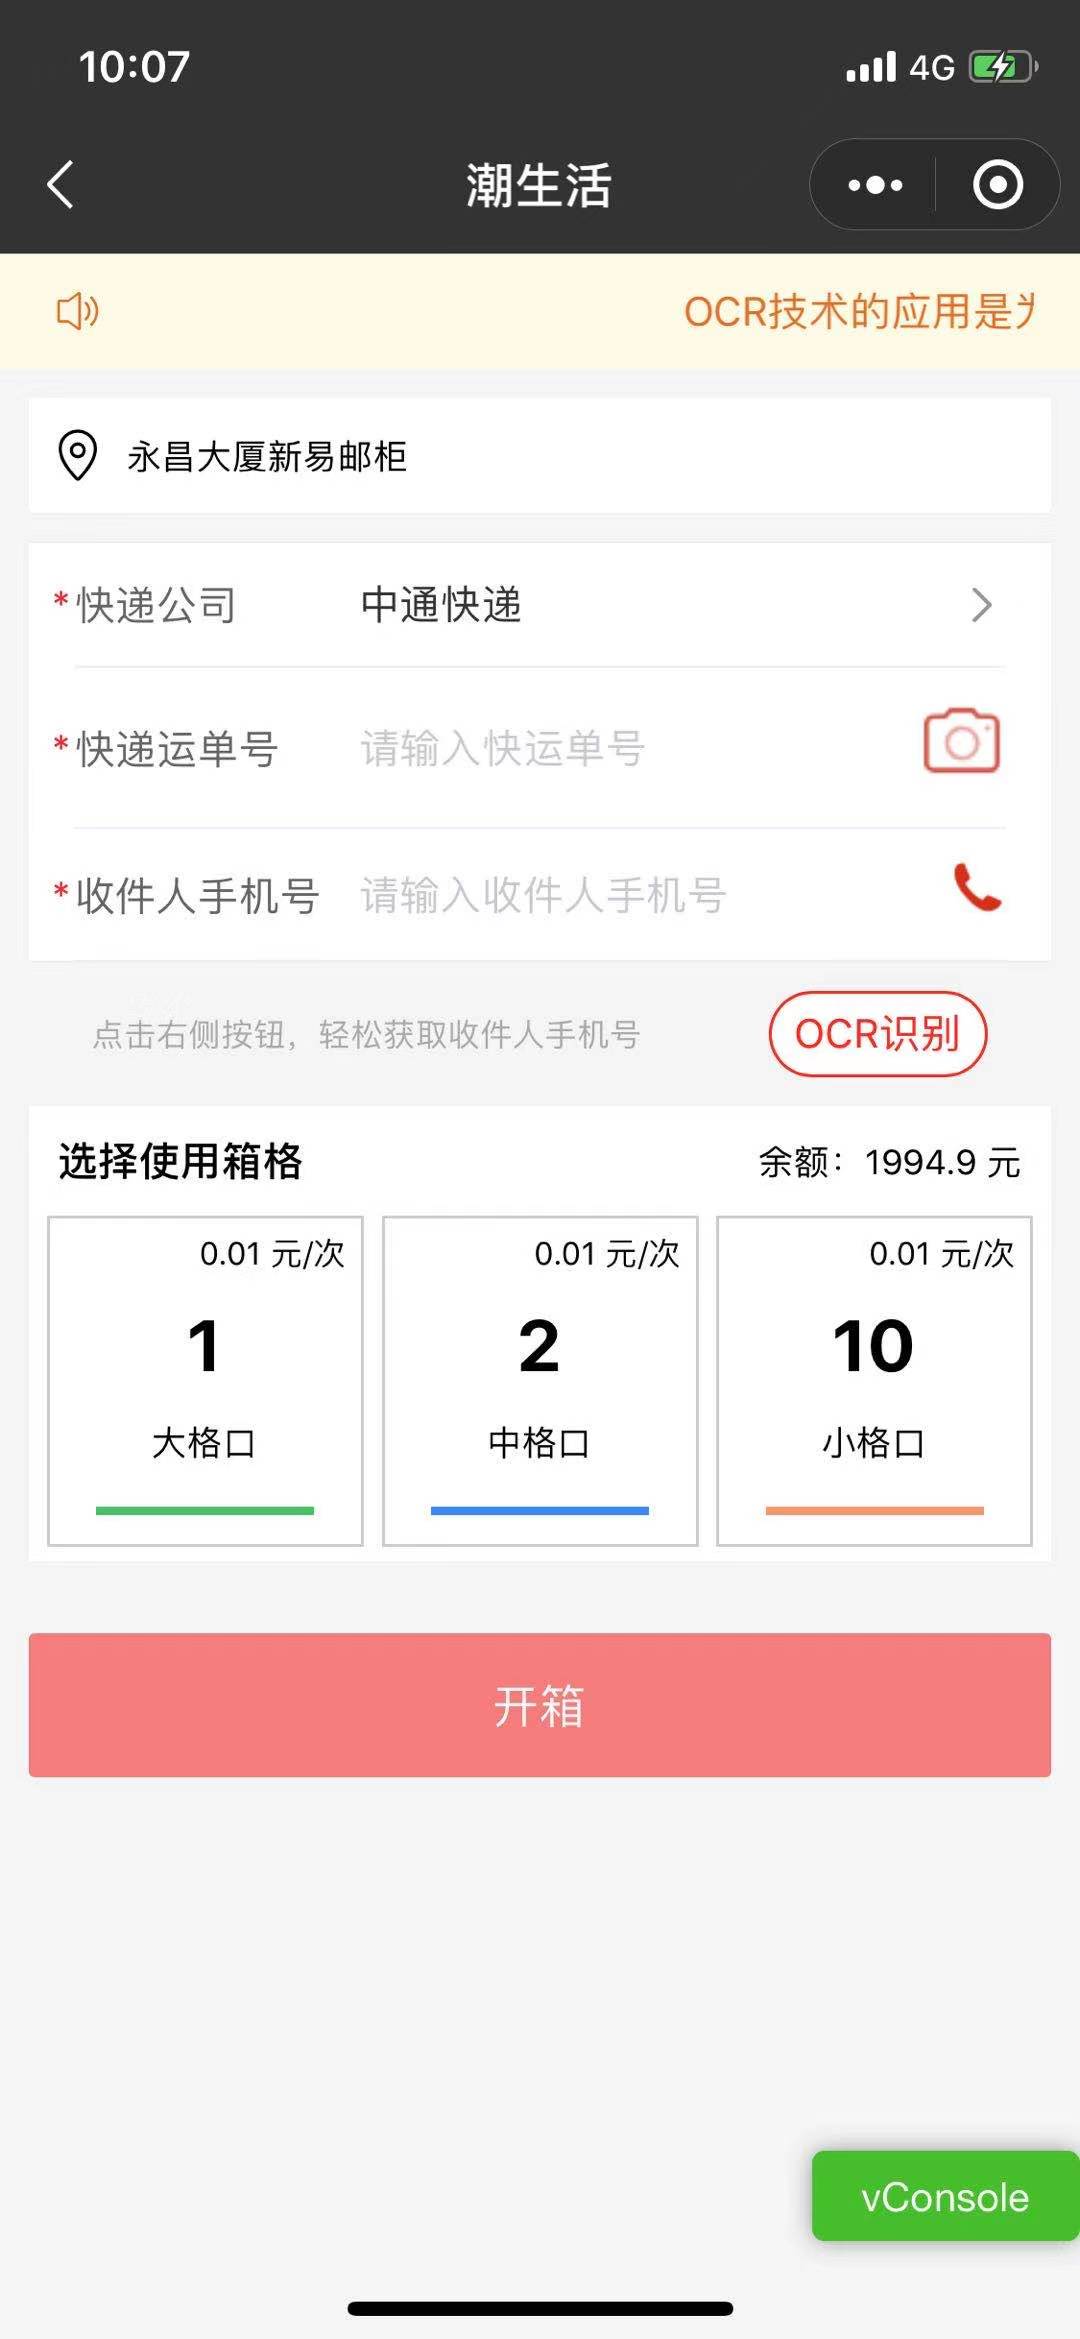 10:07
4G
潮生活
OCR技术的应用是
永昌大厦新易邮柜
*快递公司 中通快递
*快递运单号 请输入快运单号
*收件人手机号 请输入收件人手机号
点击右侧按钮，轻松获取收件人手机号 OCR识别
选择使用箱格 余额：1994.9 元
0.01 元/次 0.01 元/次 0.01 元/次
1 2 10
大格口 中格口 小格口
开箱
vConsole